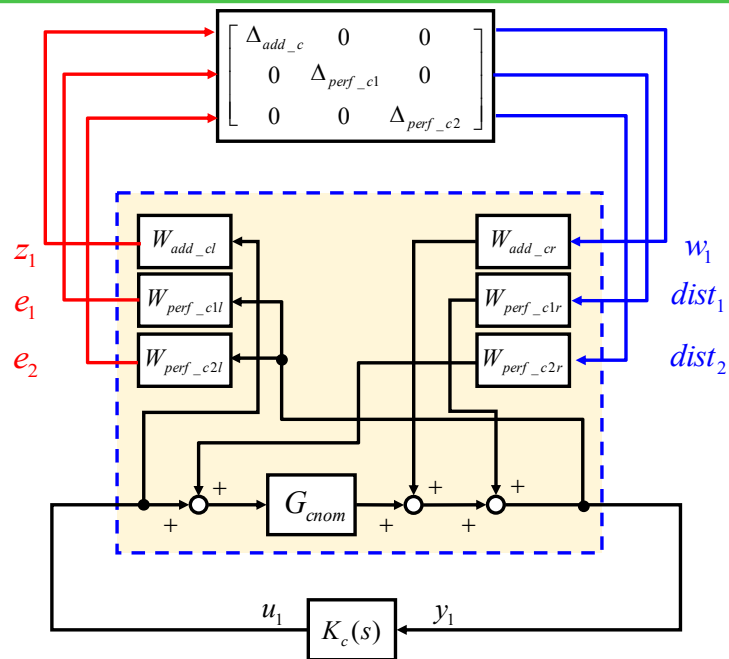 Δ_add_c 0 0
0 Δ_perf_c1 0
0 0 Δ_perf_c2
W_add_cl W_add_cr
z_1 w_1
W_perf_c1l W_perf_c1r
e_1 dist_1
W_perf_c2l W_perf_c2r
e_2 dist_2
+ + +
G_cnom
+ + +
u_1 y_1
K_c(s)